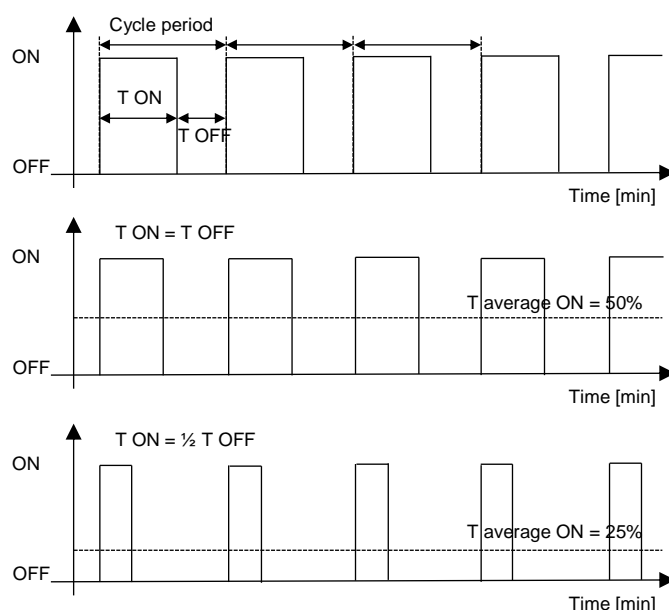 Cycle period
ON
T ON
T OFF
OFF
Time [min]
T ON = T OFF
ON
T average ON = 50%
OFF
Time [min]
T ON = ½ T OFF
ON
T average ON = 25%
OFF
Time [min]